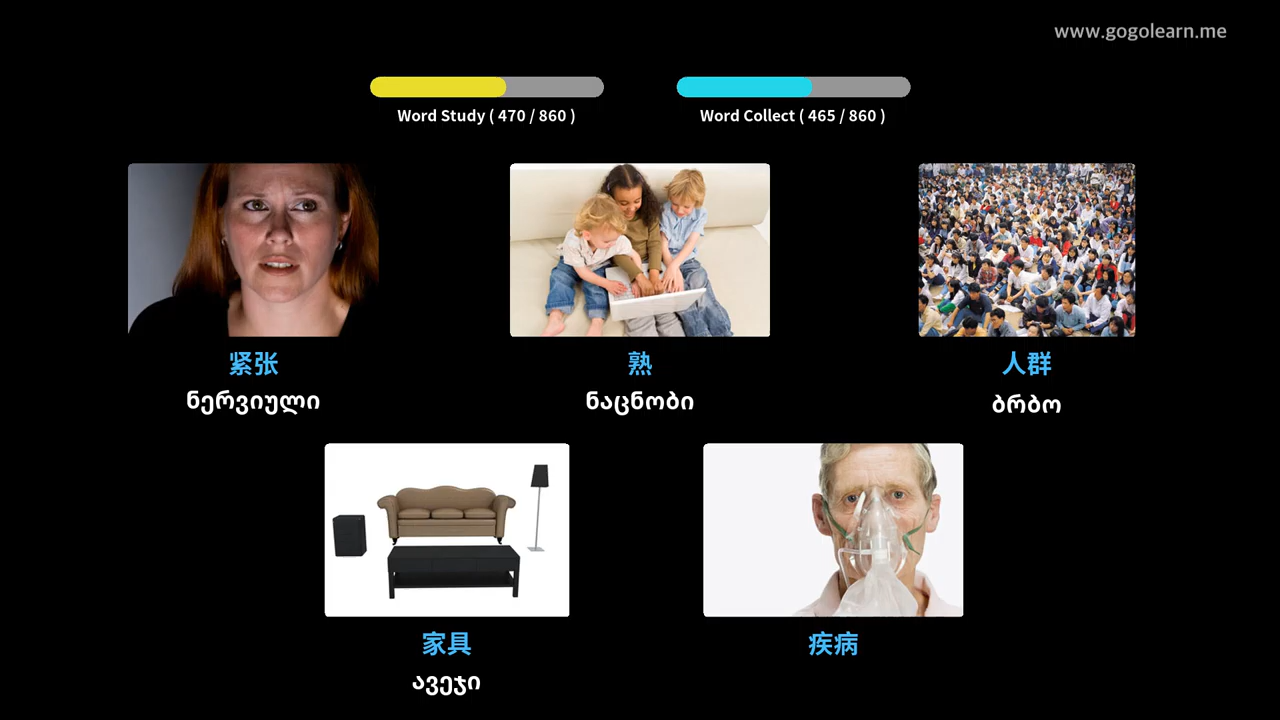 www.gogolearn.me
Word Study ( 470 / 860 )
Word Collect ( 465 / 860 )
紧张
ნერვიული
熟
ნაცნობი
人群
ბრბო
家具
ავეჯი
疾病